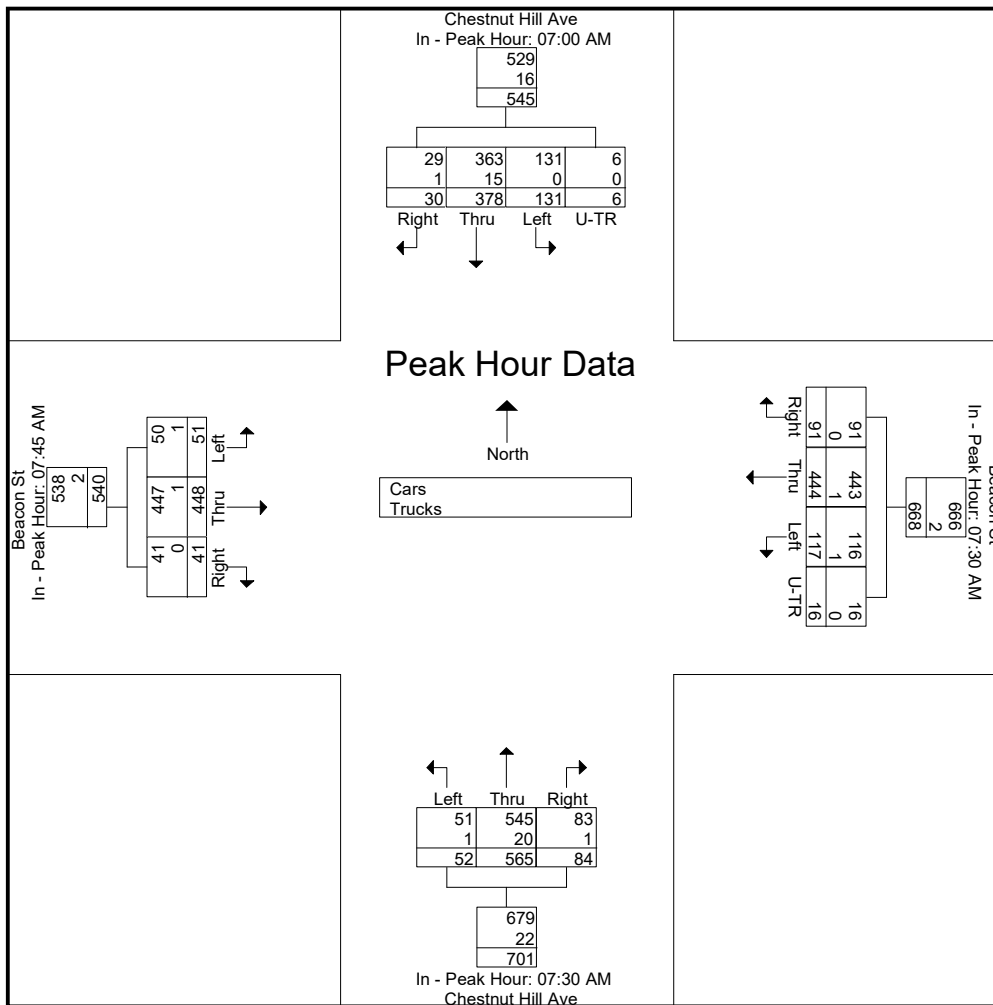 Chestnut Hill Ave
In - Peak Hour: 07:00 AM
529
16
545
29 363 131 6
1 15 0 0
30 378 131 6
Right Thru Left U-TR
Peak Hour Data
North
Cars
Trucks
Beacon St
In - Peak Hour: 07:45 AM
538
2
540
50 447 41
1 1 0
51 448 41
Left Thru Right
Beacon St
In - Peak Hour: 07:30 AM
666
2
668
91 443 116 16
0 1 1 0
91 444 117 16
Right Thru Left U-TR
Left Thru Right
51 545 83
1 20 1
52 565 84
679
22
701
In - Peak Hour: 07:30 AM
Chestnut Hill Ave